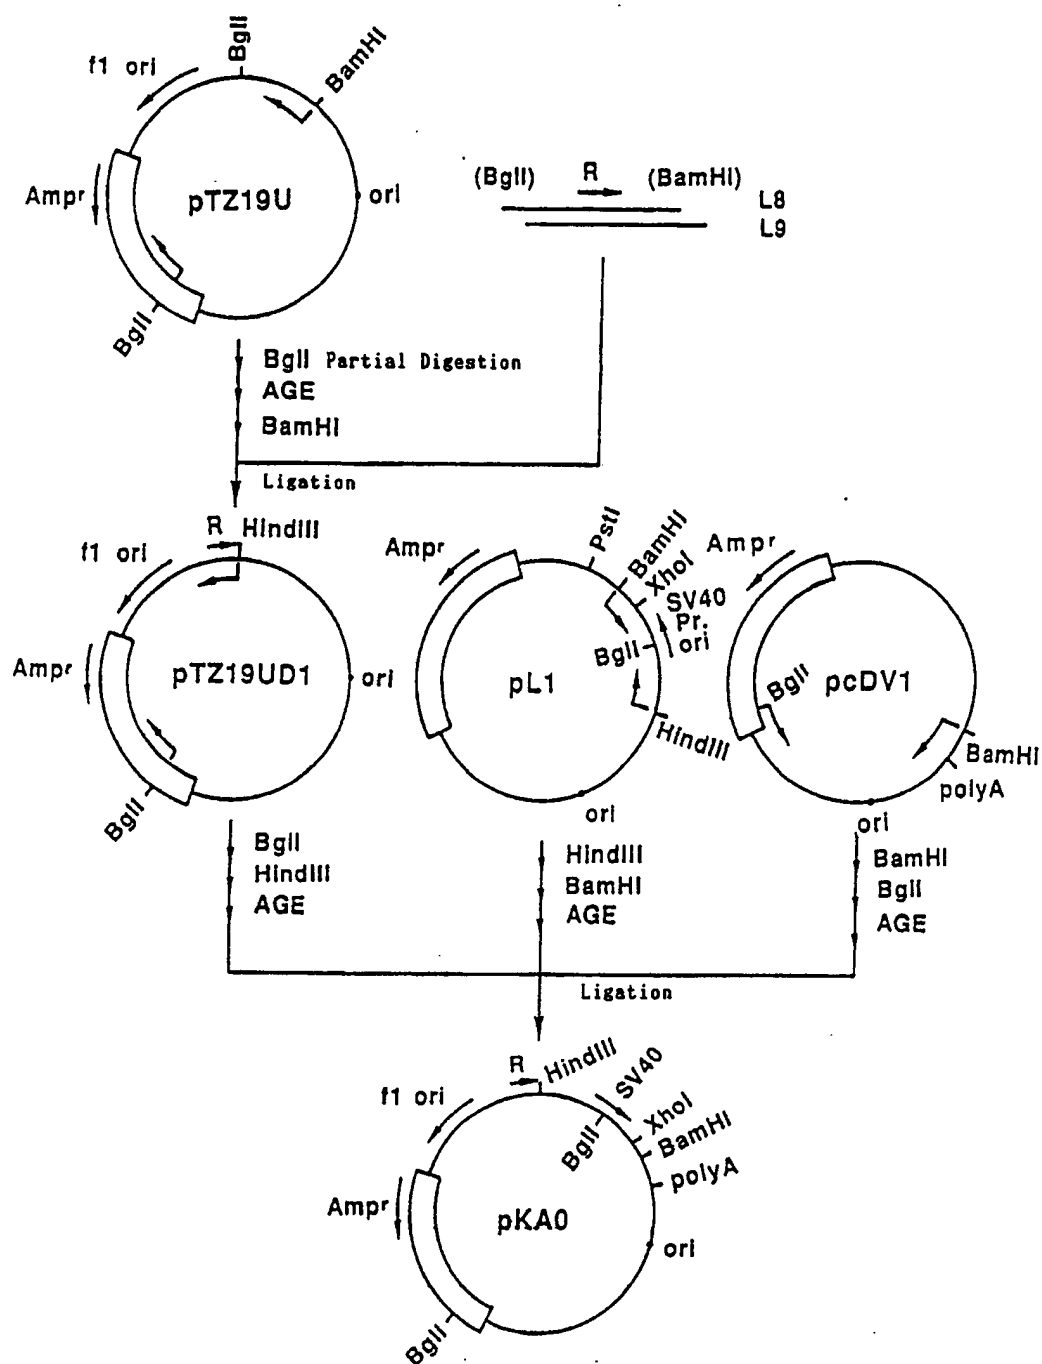 f1 ori
BglI
BamHI
Ampr
pTZ19U
ori
BglI
(BglI)
R
(BamHI)
L8
L9
BglI Partial Digestion
AGE
BamHI
Ligation
R
HindIII
f1 ori
Ampr
pTZ19UD1
ori
BglI
Ampr
PstI
BamHI
XhoI
SV40
Pr.
ori
BglI
pL1
HindIII
ori
Ampr
BglI
pcDV1
BamHI
polyA
ori
BglI
HindIII
AGE
HindIII
BamHI
AGE
BamHI
BglI
AGE
Ligation
R
HindIII
f1 ori
SV40
BglI
XhoI
BamHI
polyA
Ampr
pKA0
ori
BglI